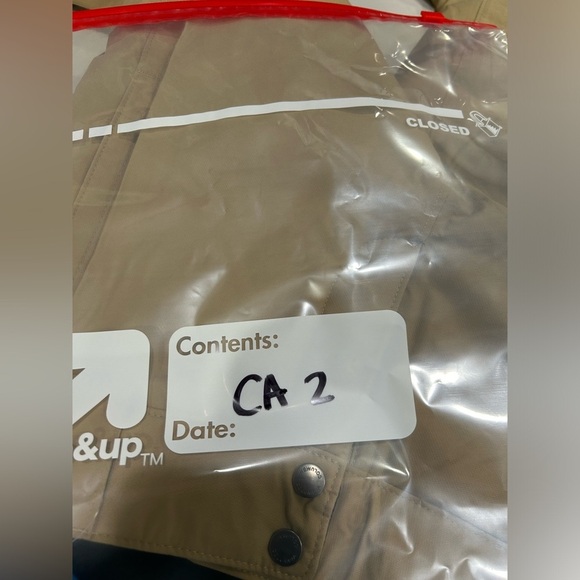 CLOSED
Contents:
CA 2
Date:
&up™